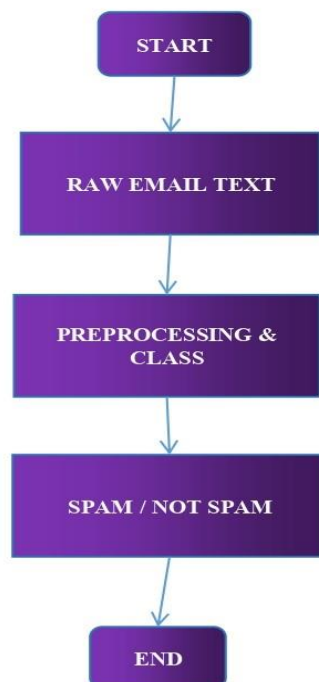 START
RAW EMAIL TEXT
PREPROCESSING &
CLASS
SPAM / NOT SPAM
END